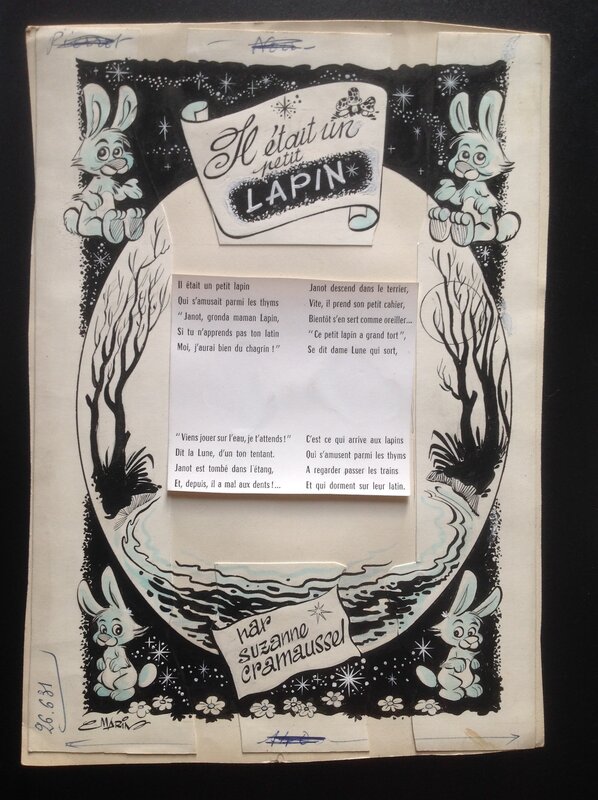 Pierrot
Il était un
petit
LAPIN
Il était un petit lapin
Qui s'amusait parmi les thyms
"Janot, gronda maman Lapin,
Si tu n'apprends pas ton latin
Moi, j'aurai bien du chagrin !"
Janot descend dans le terrier,
Vite, il prend son petit cahier,
Bientôt s'en sert comme oreiller...
"Ce petit lapin a grand tort",
Se dit dame Lune qui sort,
"Viens jouer sur l'eau, je t'attends !"
Dit la Lune, d'un ton tentant.
Janot est tombé dans l'étang,
Et, depuis, il a mal aux dents !...
C'est ce qui arrive aux lapins
Qui s'amusent parmi les thyms
A regarder passer les trains
Et qui dorment sur leur latin.
par
suzanne
cramaussel
MARIN
26.6.31